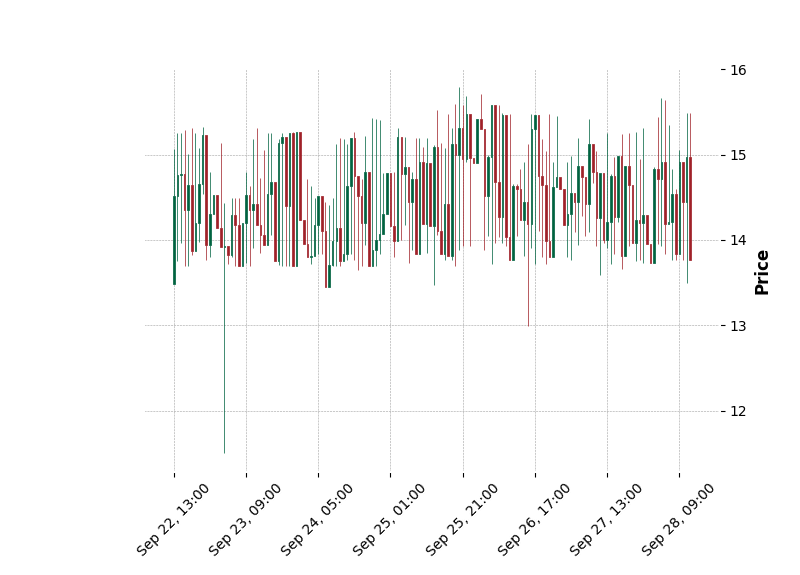 16
15
14
13
12
Price
Sep 22, 13:00
Sep 23, 09:00
Sep 24, 05:00
Sep 25, 01:00
Sep 25, 21:00
Sep 26, 17:00
Sep 27, 13:00
Sep 28, 09:00